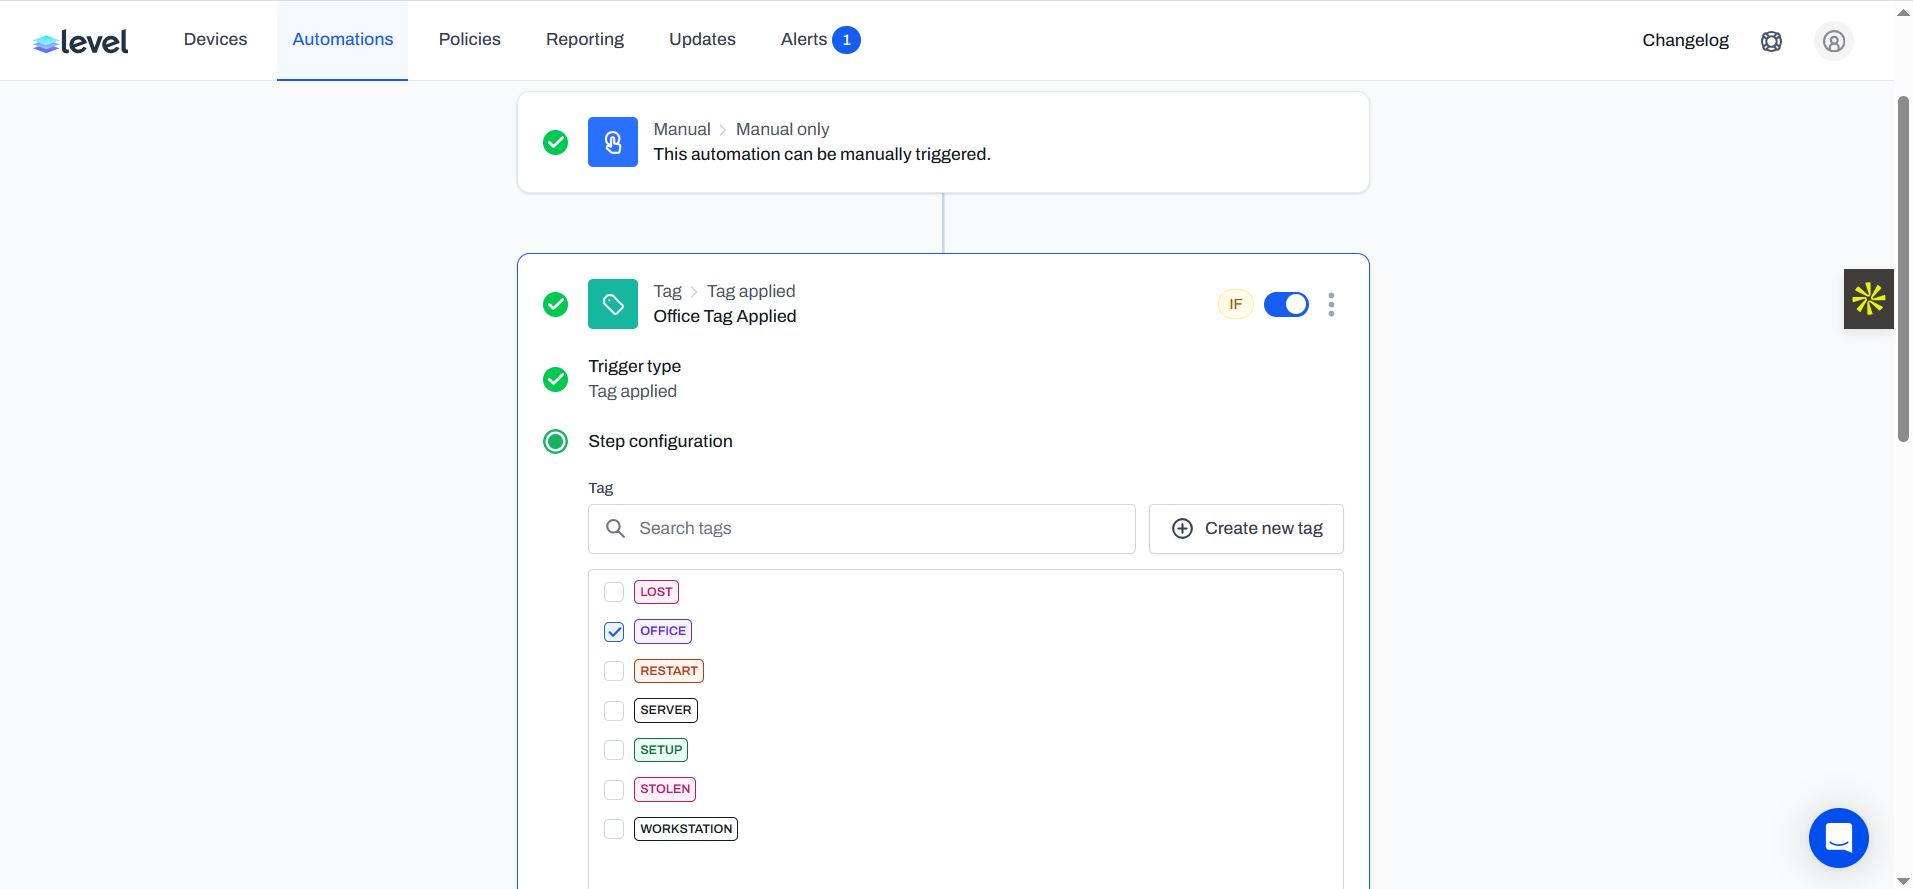 level
Devices
Automations
Policies
Reporting
Updates
Alerts 1
Changelog
Manual Manual only
This automation can be manually triggered.
Tag Tag applied
Office Tag Applied
IF
Trigger type
Tag applied
Step configuration
Tag
Search tags
Create new tag
LOST
OFFICE
RESTART
SERVER
SETUP
STOLEN
WORKSTATION